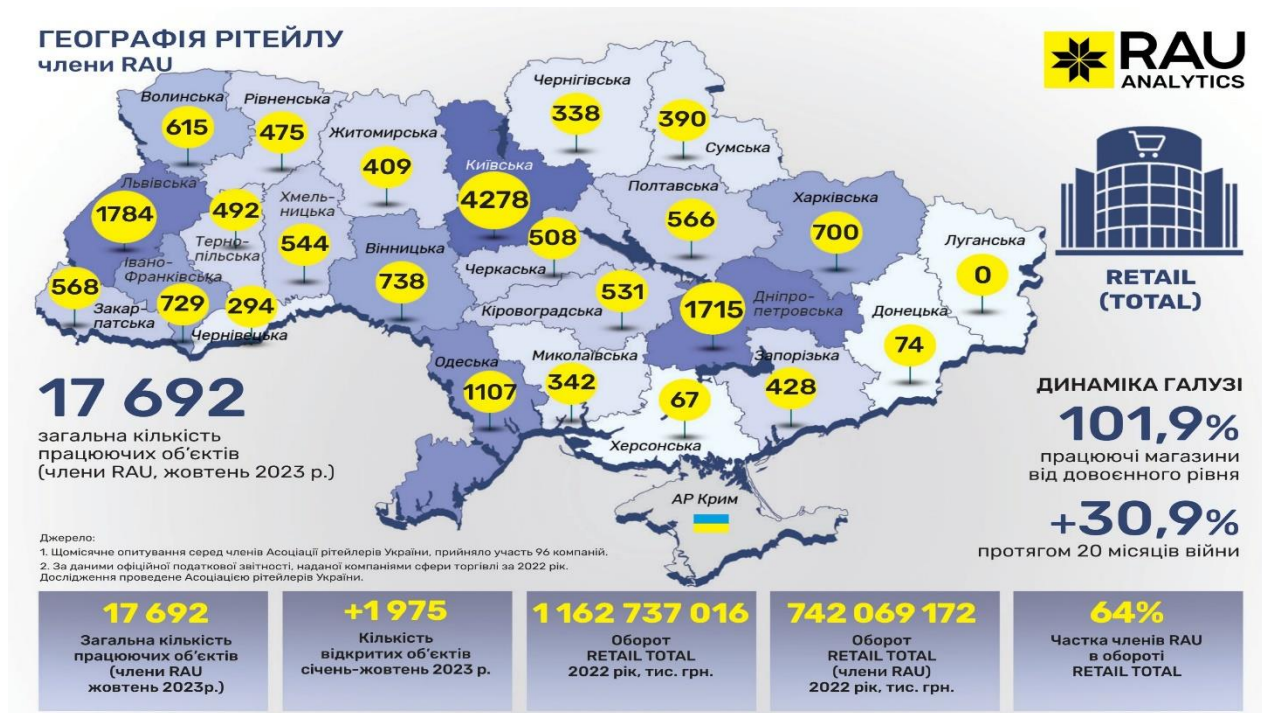 ГЕОГРАФІЯ РІТЕЙЛУ
члени RAU
RAU
ANALYTICS
Волинська
615
Рівненська
475
Житомирська
409
Київська
4278
Чернігівська
338
390
Сумська
Львівська
1784
492
Терно-
пільська
Хмель-
ницька
544
Вінницька
738
508
Черкаська
Полтавська
566
Харківська
700
Луганська
0
568
Закар-
патська
Івано-
Франківська
729
294
Чернівецька
Кіровоградська
531
1715
Дніпро-
петровська
Донецька
74
Одеська
1107
Миколаївська
342
67
Херсонська
Запорізька
428
АР Крим
RETAIL
(TOTAL)
17 692
загальна кількість
працюючих об’єктів
(члени RAU, жовтень 2023 р.)
ДИНАМІКА ГАЛУЗІ
101,9%
працюючі магазини
від довоєнного рівня
+30,9%
протягом 20 місяців війни
Джерело:
1. Щомісячне опитування серед членів Асоціації рітейлерів України, прийняло участь 96 компаній.
2. За даними офіційної податкової звітності, наданої компаніями сфери торгівлі за 2022 рік.
Дослідження проведене Асоціацією рітейлерів України.
17 692
Загальна кількість
працюючих об’єктів
(члени RAU
жовтень 2023р.)
+1 975
Кількість
відкритих об’єктів
січень-жовтень 2023 р.
1 162 737 016
Оборот
RETAIL TOTAL
2022 рік, тис. грн.
742 069 172
Оборот
RETAIL TOTAL
(члени RAU)
2022 рік, тис. грн.
64%
Частка членів RAU
в обороті
RETAIL TOTAL